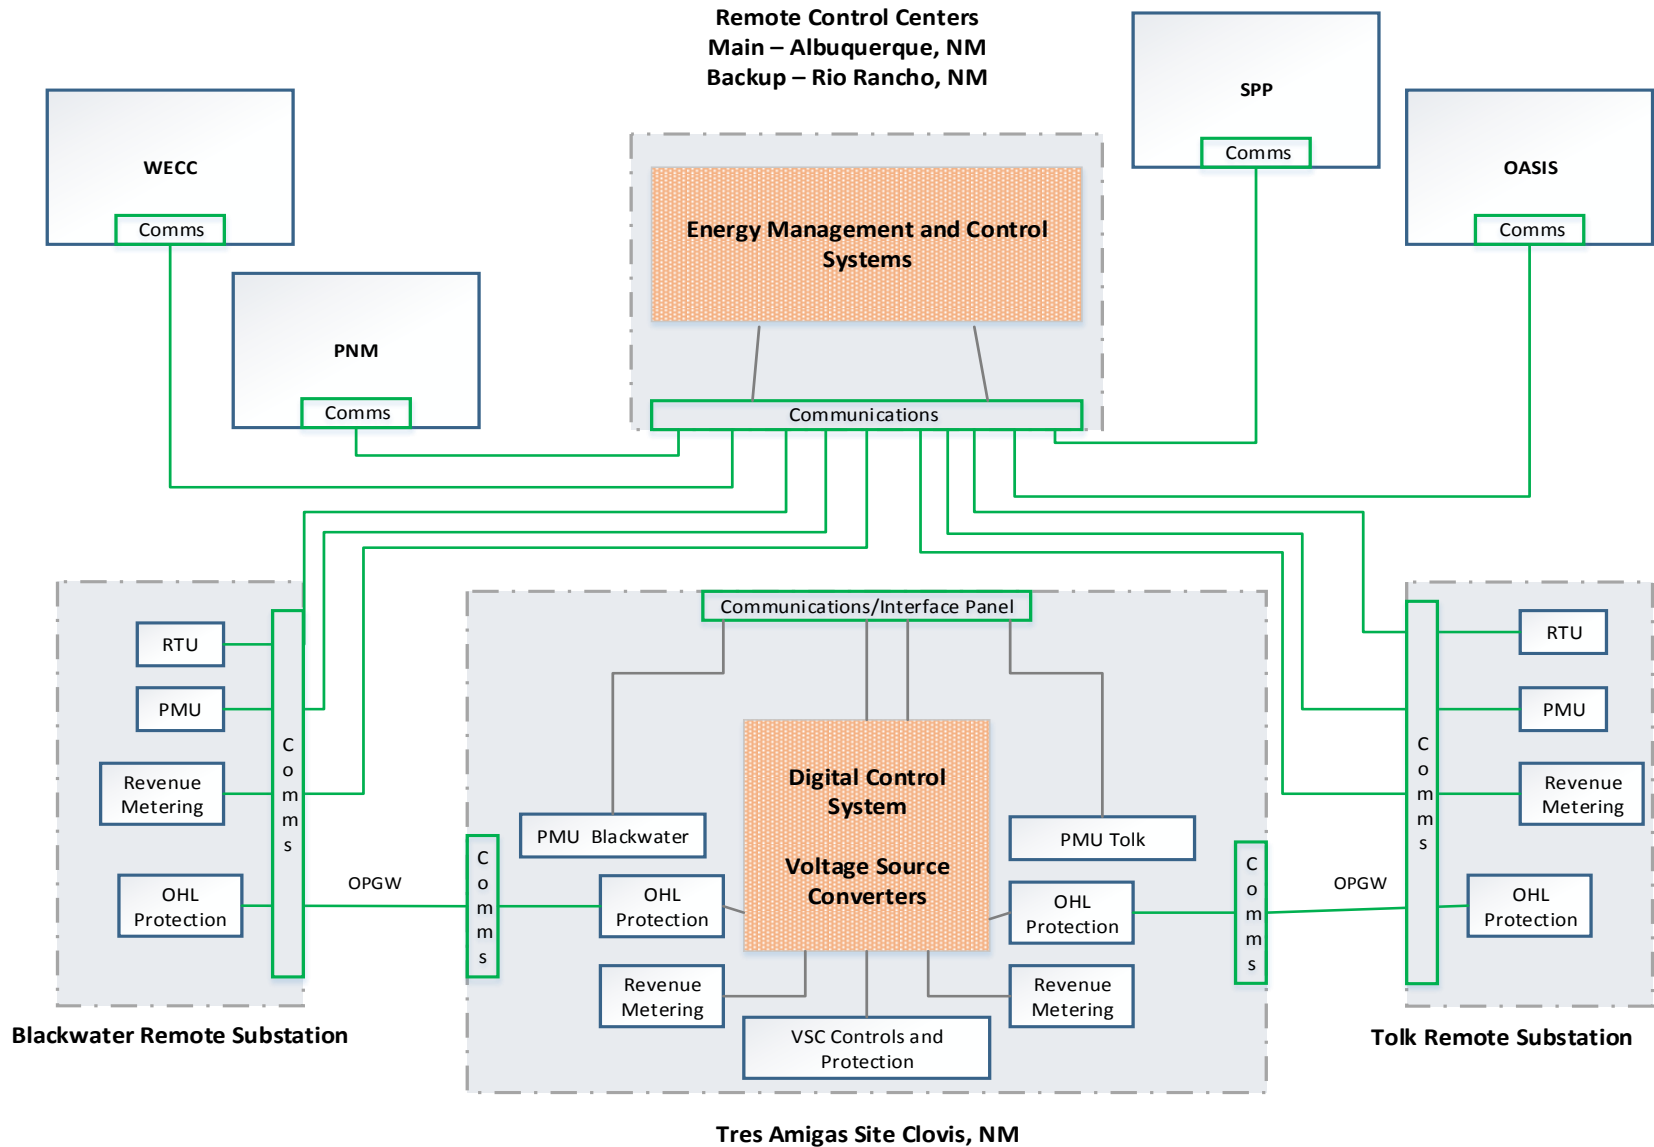 Remote Control Centers
Main – Albuquerque, NM
Backup – Rio Rancho, NM
WECC
Comms
PNM
Comms
Energy Management and Control
Systems
Communications
SPP
Comms
OASIS
Comms
RTU
PMU
Revenue
Metering
OHL
Protection
C
o
m
m
s
Blackwater Remote Substation
OPGW
Communications/Interface Panel
C
o
m
m
s
PMU  Blackwater
OHL
Protection
Revenue
Metering
Digital Control
System
Voltage Source
Converters
VSC Controls and
Protection
PMU Tolk
OHL
Protection
Revenue
Metering
C
o
m
m
s
Tres Amigas Site Clovis, NM
OPGW
C
o
m
m
s
RTU
PMU
Revenue
Metering
OHL
Protection
Tolk Remote Substation